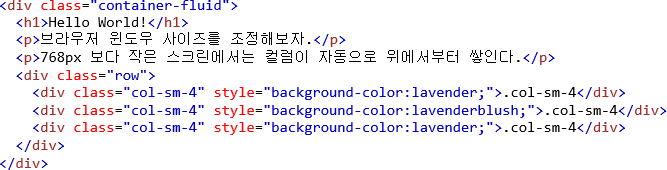 <div class="container-fluid">
  <h1>Hello World!</h1>
  <p>브라우저 윈도우 사이즈를 조정해보자.</p>
  <p>768px 보다 작은 스크린에서는 컬럼이 자동으로 위에서부터 쌓인다.</p>
  <div class="row">
    <div class="col-sm-4" style="background-color:lavender;">.col-sm-4</div>
    <div class="col-sm-4" style="background-color:lavenderblush;">.col-sm-4</div>
    <div class="col-sm-4" style="background-color:lavender;">.col-sm-4</div>
  </div>
</div>